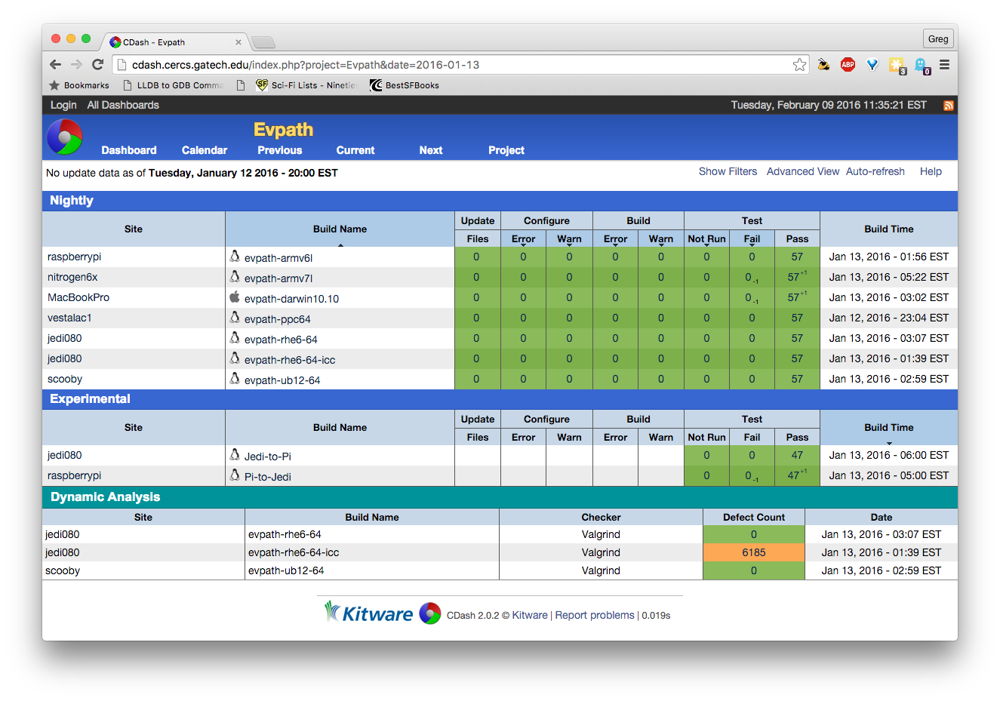 CDash - Evpath
Greg
cdash.cercs.gatech.edu/index.php?project=Evpath&date=2016-01-13
ABP
3
0
Bookmarks LLDB to GDB Comma SF Sci-Fi Lists - Ninetie BestSFBooks
Login All Dashboards Tuesday, February 09 2016 11:35:21 EST
Evpath
Dashboard Calendar Previous Current Next Project
No update data as of Tuesday, January 12 2016 - 20:00 EST Show Filters Advanced View Auto-refresh Help
Nightly
Site Build Name Update Configure Build Test Build Time
Files Error Warn Error Warn Not Run Fail Pass
raspberrypi evpath-armv6l 0 0 0 0 0 0 0 57 Jan 13, 2016 - 01:56 EST
nitrogen6x evpath-armv7l 0 0 0 0 0 0 0 -1 57 +1 Jan 13, 2016 - 05:22 EST
MacBookPro evpath-darwin10.10 0 0 0 0 0 0 0 -1 57 +1 Jan 13, 2016 - 03:02 EST
vestalac1 evpath-ppc64 0 0 0 0 0 0 0 57 Jan 12, 2016 - 23:04 EST
jedi080 evpath-rhe6-64 0 0 0 0 0 0 0 57 Jan 13, 2016 - 03:07 EST
jedi080 evpath-rhe6-64-icc 0 0 0 0 0 0 0 57 Jan 13, 2016 - 01:39 EST
scooby evpath-ub12-64 0 0 0 0 0 0 0 57 Jan 13, 2016 - 02:59 EST
Experimental
Site Build Name Update Configure Build Test Build Time
Files Error Warn Error Warn Not Run Fail Pass
jedi080 Jedi-to-Pi 0 0 47 Jan 13, 2016 - 06:00 EST
raspberrypi Pi-to-Jedi 0 0 -1 47 +1 Jan 13, 2016 - 05:00 EST
Dynamic Analysis
Site Build Name Checker Defect Count Date
jedi080 evpath-rhe6-64 Valgrind 0 Jan 13, 2016 - 03:07 EST
jedi080 evpath-rhe6-64-icc Valgrind 6185 Jan 13, 2016 - 01:39 EST
scooby evpath-ub12-64 Valgrind 0 Jan 13, 2016 - 02:59 EST
Kitware CDash 2.0.2 © Kitware | Report problems | 0.019s